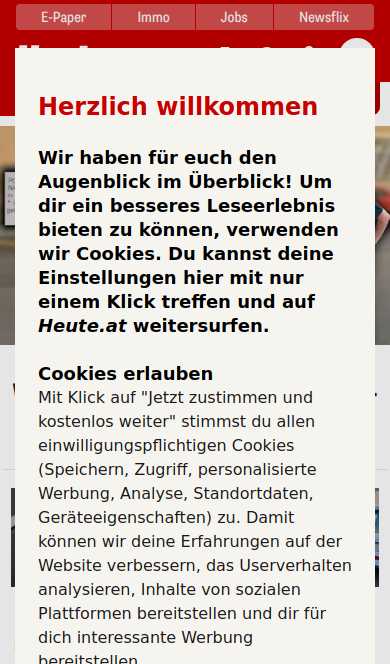 E-Paper
Immo
Jobs
Newsflix
Herzlich willkommen
Wir haben für euch den
Augenblick im Überblick! Um
dir ein besseres Leseerlebnis
bieten zu können, verwenden
wir Cookies. Du kannst deine
Einstellungen hier mit nur
einem Klick treffen und auf
Heute.at weitersurfen.
Cookies erlauben
Mit Klick auf "Jetzt zustimmen und
kostenlos weiter" stimmst du allen
einwilligungspflichtigen Cookies
(Speichern, Zugriff, personalisierte
Werbung, Analyse, Standortdaten,
Geräteeigenschaften) zu. Damit
können wir deine Erfahrungen auf der
Website verbessern, das Userverhalten
analysieren, Inhalte von sozialen
Plattformen bereitstellen und dir für
dich interessante Werbung
bereitstellen